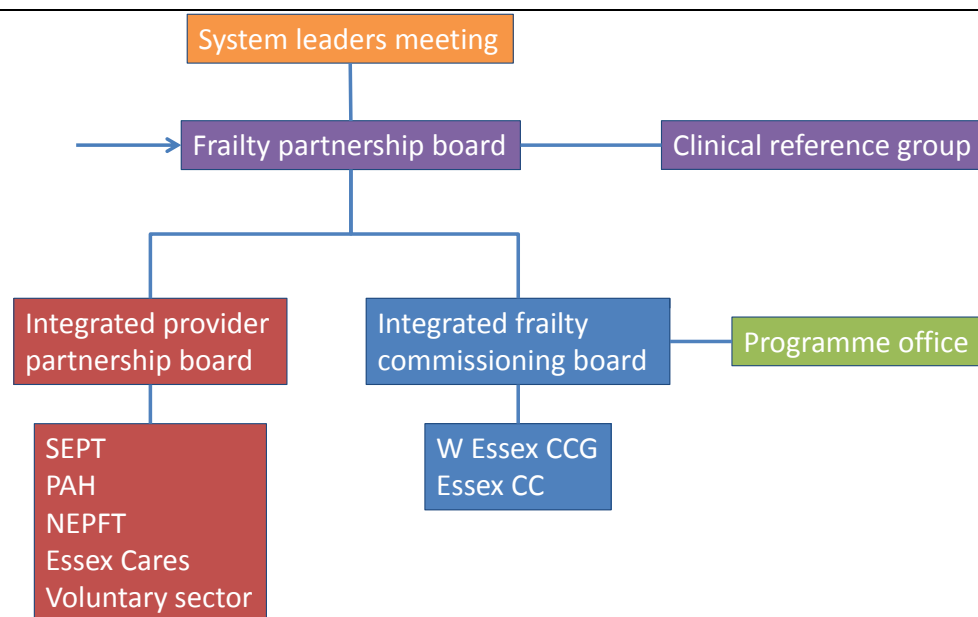 System leaders meeting
Frailty partnership board
Clinical reference group
Integrated provider
partnership board
Integrated frailty
commissioning board
Programme office
SEPT
PAH
NEPFT
Essex Cares
Voluntary sector
W Essex CCG
Essex CC